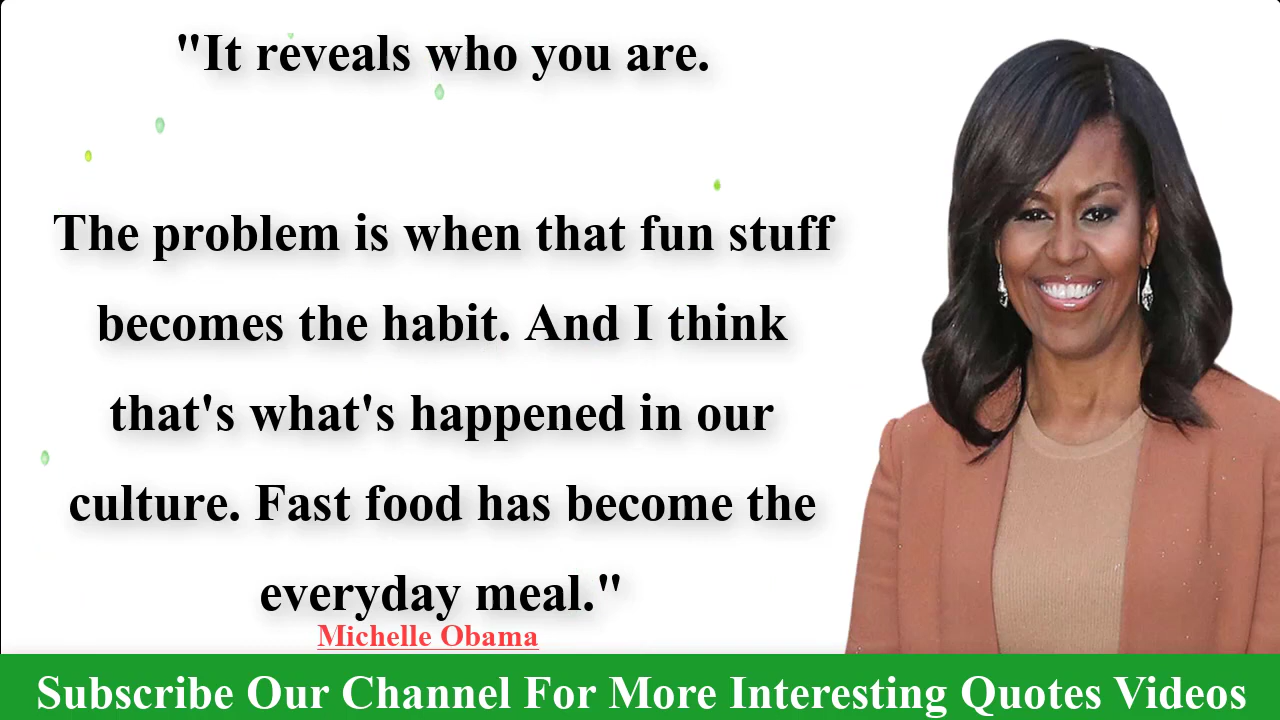 "It reveals who you are.
The problem is when that fun stuff
becomes the habit. And I think
that's what's happened in our
culture. Fast food has become the
everyday meal."
Michelle Obama
Subscribe Our Channel For More Interesting Quotes Videos